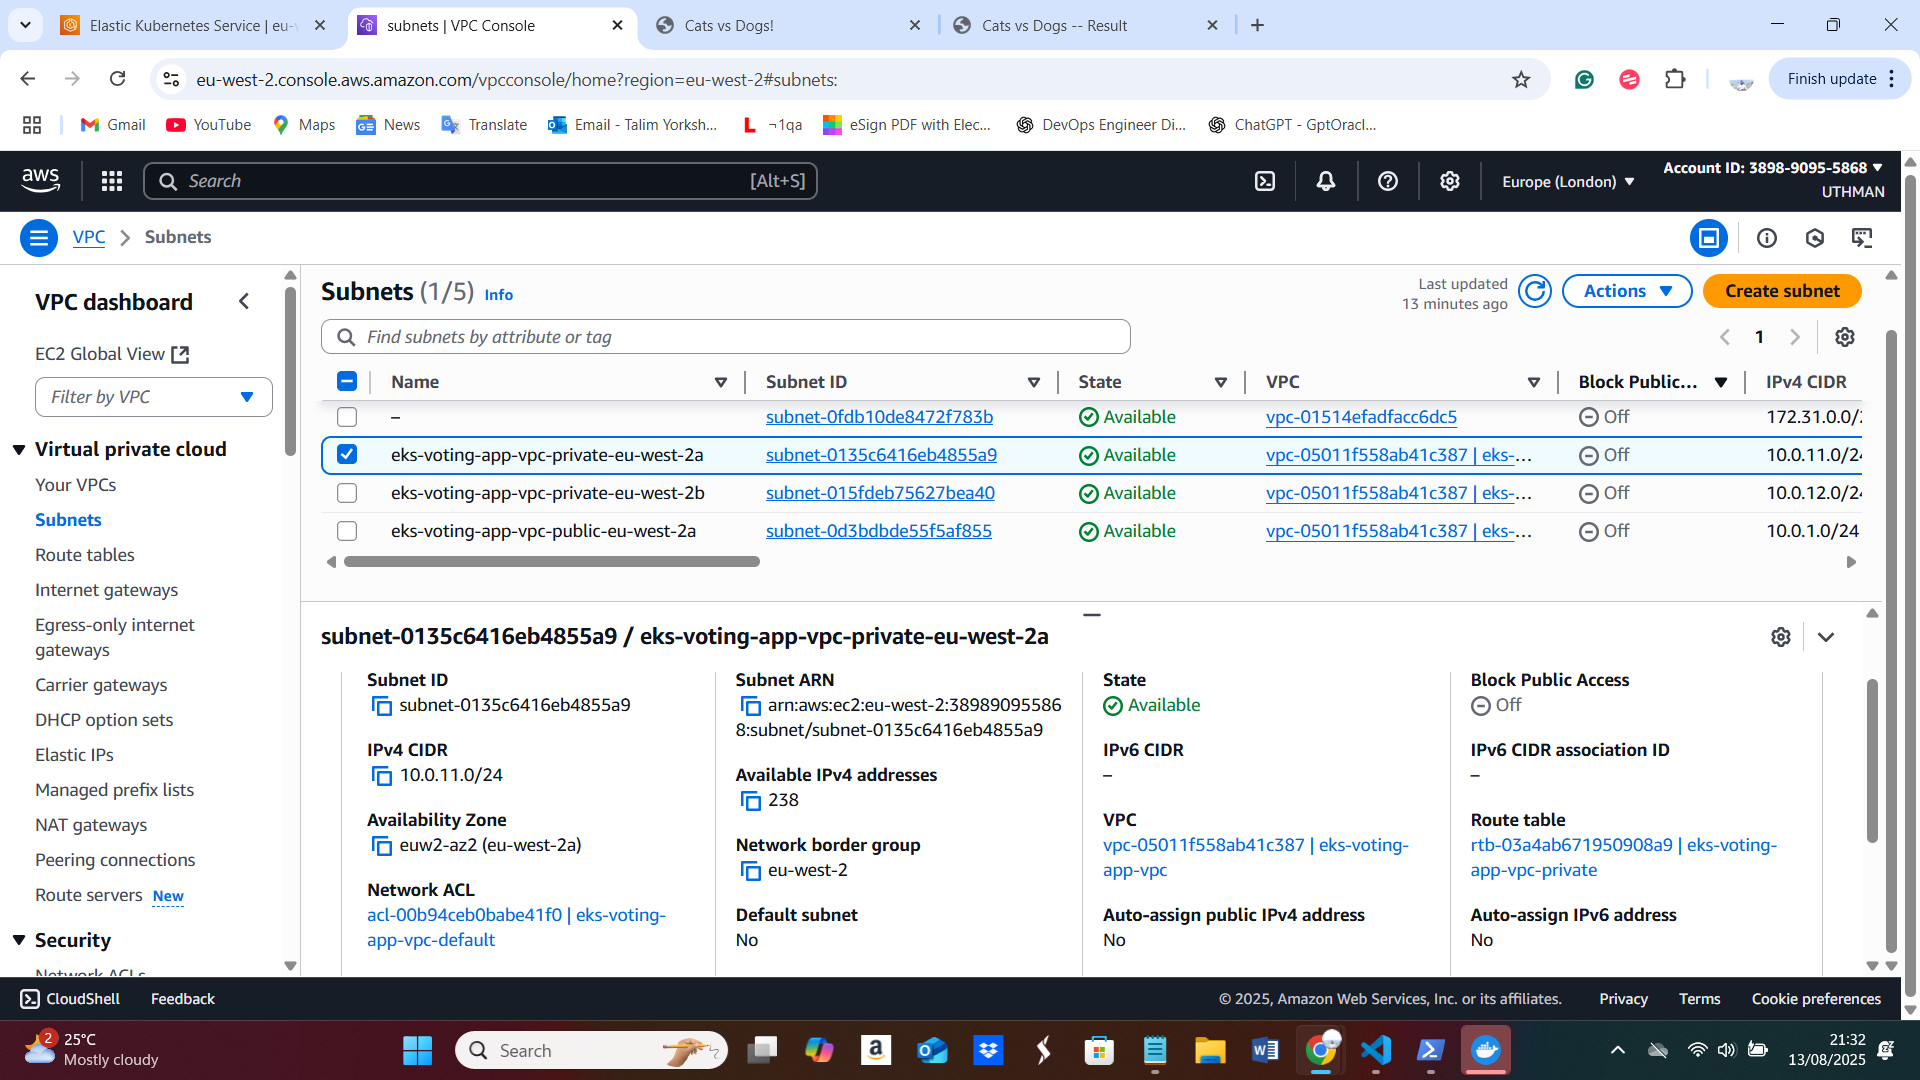 Elastic Kubernetes Service | eu-w
subnets | VPC Console
Cats vs Dogs!
Cats vs Dogs -- Result
eu-west-2.console.aws.amazon.com/vpcconsole/home?region=eu-west-2#subnets:
Finish update
Gmail
YouTube
Maps
News
Translate
Email - Talim Yorksh...
¬1qa
eSign PDF with Elec...
DevOps Engineer Di...
ChatGPT - GptOracl...
aws
Search
[Alt+S]
Europe (London)
Account ID: 3898-9095-5868
UTHMAN
VPC
Subnets
VPC dashboard
EC2 Global View
Filter by VPC
Virtual private cloud
Your VPCs
Subnets
Route tables
Internet gateways
Egress-only internet
gateways
Carrier gateways
DHCP option sets
Elastic IPs
Managed prefix lists
NAT gateways
Peering connections
Route servers New
Security
Network ACLs
Subnets (1/5) Info
Last updated
13 minutes ago
Actions
Create subnet
Find subnets by attribute or tag
1
Name Subnet ID State VPC Block Public... IPv4 CIDR
– subnet-0fdb10de8472f783b Available vpc-01514efadfacc6dc5 Off 172.31.0.0/2
eks-voting-app-vpc-private-eu-west-2a subnet-0135c6416eb4855a9 Available vpc-05011f558ab41c387 | eks-... Off 10.0.11.0/24
eks-voting-app-vpc-private-eu-west-2b subnet-015fdeb75627bea40 Available vpc-05011f558ab41c387 | eks-... Off 10.0.12.0/24
eks-voting-app-vpc-public-eu-west-2a subnet-0d3bdbde55f5af855 Available vpc-05011f558ab41c387 | eks-... Off 10.0.1.0/24
subnet-0135c6416eb4855a9 / eks-voting-app-vpc-private-eu-west-2a
Subnet ID
subnet-0135c6416eb4855a9
IPv4 CIDR
10.0.11.0/24
Availability Zone
euw2-az2 (eu-west-2a)
Network ACL
acl-00b94ceb0babe41f0 | eks-voting-
app-vpc-default
Subnet ARN
arn:aws:ec2:eu-west-2:38989095586
8:subnet/subnet-0135c6416eb4855a9
Available IPv4 addresses
238
Network border group
eu-west-2
Default subnet
No
State
Available
IPv6 CIDR
–
VPC
vpc-05011f558ab41c387 | eks-voting-
app-vpc
Auto-assign public IPv4 address
No
Block Public Access
Off
IPv6 CIDR association ID
–
Route table
rtb-03a4ab671950908a9 | eks-voting-
app-vpc-private
Auto-assign IPv6 address
No
CloudShell
Feedback
© 2025, Amazon Web Services, Inc. or its affiliates.
Privacy
Terms
Cookie preferences
2
25°C
Mostly cloudy
Search
21:32
13/08/2025